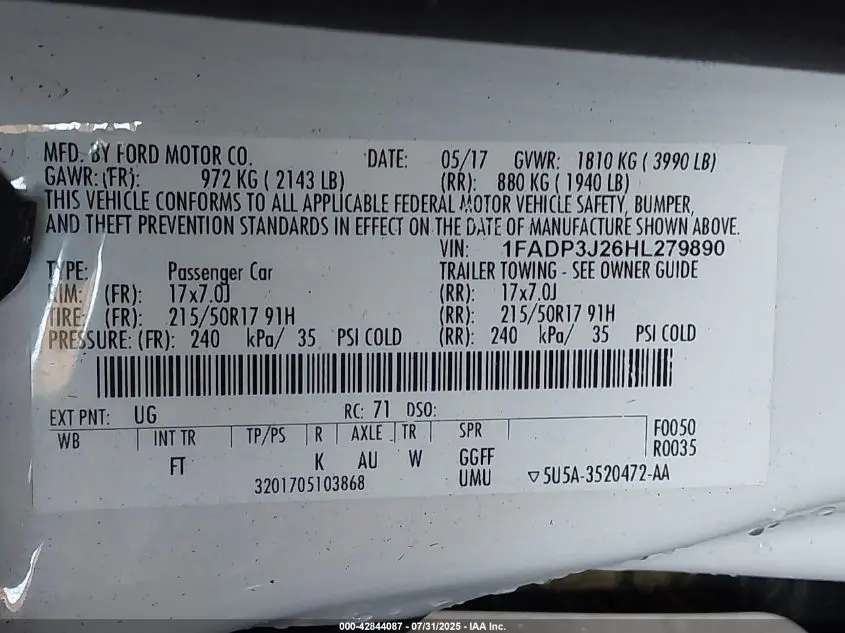 MFD. BY FORD MOTOR CO. DATE: 05/17 GVWR: 1810 KG ( 3990 LB)
GAWR: (FR): 972 KG ( 2143 LB) (RR): 880 KG ( 1940 LB)
THIS VEHICLE CONFORMS TO ALL APPLICABLE FEDERAL MOTOR VEHICLE SAFETY, BUMPER,
AND THEFT PREVENTION STANDARDS IN EFFECT ON THE DATE OF MANUFACTURE SHOWN ABOVE.
VIN: 1FADP3J26HL279890
TYPE: Passenger Car TRAILER TOWING - SEE OWNER GUIDE
RIM: (FR): 17x7.0J (RR): 17x7.0J
TIRE: (FR): 215/50R17 91H (RR): 215/50R17 91H
PRESSURE: (FR): 240 kPa/ 35 PSI COLD (RR): 240 kPa/ 35 PSI COLD
EXT PNT: UG RC: 71 DSO:
WB INT TR TP/PS R AXLE TR SPR F0050
FT K AU W GGFF R0035
3201705103868 UMU ▽5U5A-3520472-AA
000-42844087 - 07/31/2025 - IAA Inc.